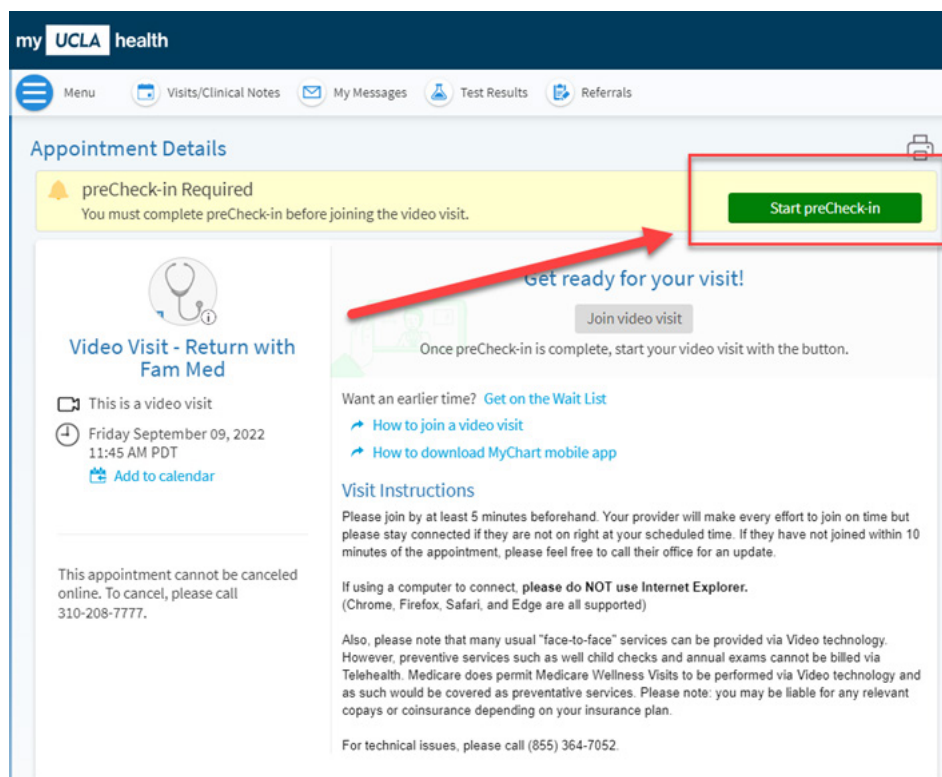 my UCLA health
Menu
Visits/Clinical Notes
My Messages
Test Results
Referrals
Appointment Details
preCheck-in Required
You must complete preCheck-in before joining the video visit.
Start preCheck-in
Video Visit - Return with
Fam Med
This is a video visit
Friday September 09, 2022
11:45 AM PDT
Add to calendar
This appointment cannot be canceled
online. To cancel, please call
310-208-7777.
Get ready for your visit!
Join video visit
Once preCheck-in is complete, start your video visit with the button.
Want an earlier time? Get on the Wait List
How to join a video visit
How to download MyChart mobile app
Visit Instructions
Please join by at least 5 minutes beforehand. Your provider will make every effort to join on time but
please stay connected if they are not on right at your scheduled time. If they have not joined within 10
minutes of the appointment, please feel free to call their office for an update.
If using a computer to connect, please do NOT use Internet Explorer.
(Chrome, Firefox, Safari, and Edge are all supported)
Also, please note that many usual "face-to-face" services can be provided via Video technology.
However, preventive services such as well child checks and annual exams cannot be billed via
Telehealth. Medicare does permit Medicare Wellness Visits to be performed via Video technology and
as such would be covered as preventative services. Please note: you may be liable for any relevant
copays or coinsurance depending on your insurance plan.
For technical issues, please call (855) 364-7052.